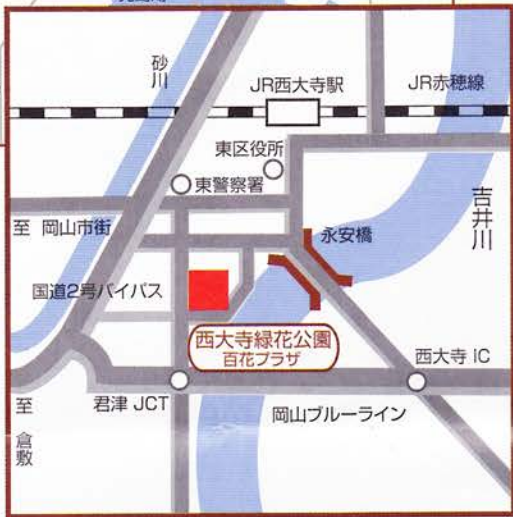 砂川
JR西大寺駅
JR赤穂線
東区役所
東警察署
吉井川
至 岡山市街
永安橋
国道2号バイパス
西大寺緑花公園
百花プラザ
西大寺 IC
君津 JCT
岡山ブルーライン
至 倉敷